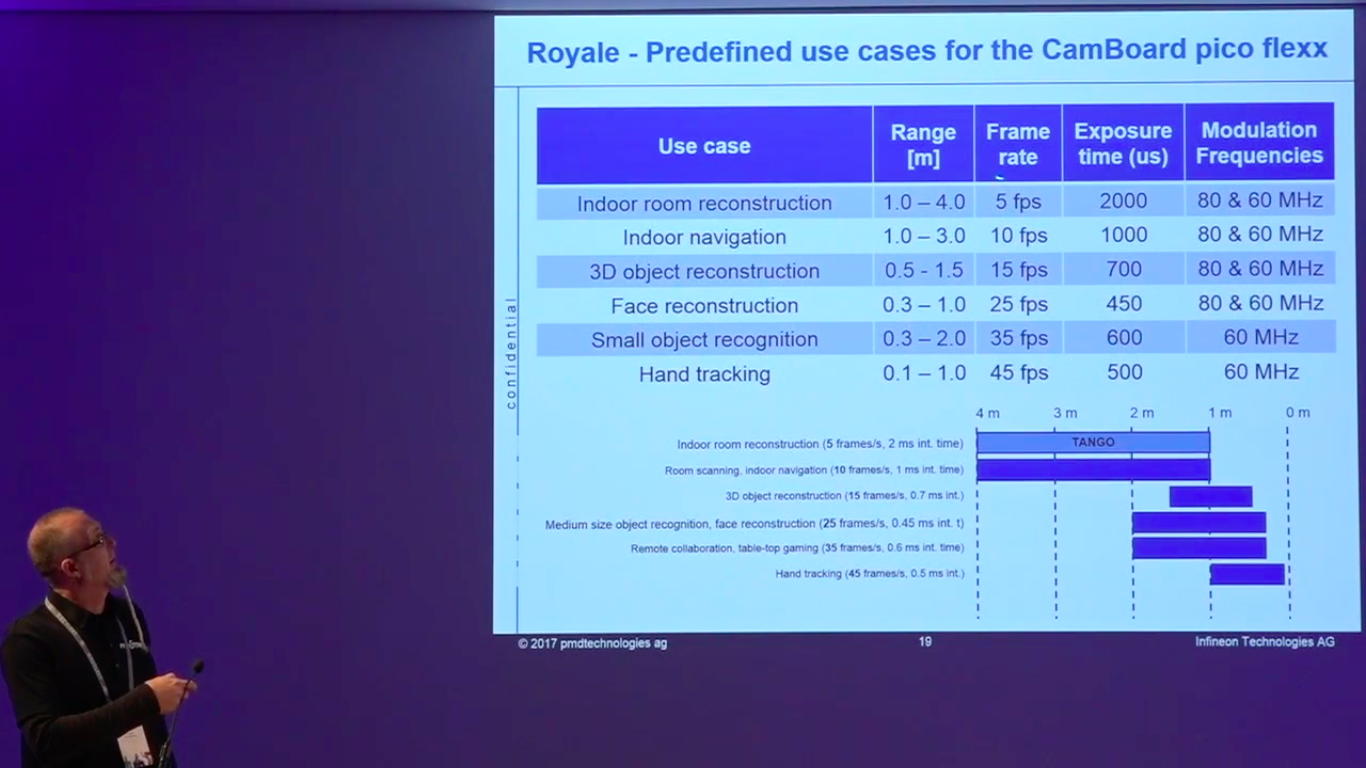 Royale - Predefined use cases for the CamBoard pico flexx
Use case Range [m] Frame rate Exposure time (us) Modulation Frequencies
Indoor room reconstruction 1.0 – 4.0 5 fps 2000 80 & 60 MHz
Indoor navigation 1.0 – 3.0 10 fps 1000 80 & 60 MHz
3D object reconstruction 0.5 - 1.5 15 fps 700 80 & 60 MHz
Face reconstruction 0.3 – 1.0 25 fps 450 80 & 60 MHz
Small object recognition 0.3 – 2.0 35 fps 600 60 MHz
Hand tracking 0.1 – 1.0 45 fps 500 60 MHz
confidential
4 m 3 m 2 m 1 m 0 m
Indoor room reconstruction (5 frames/s, 2 ms int. time) TANGO
Room scanning, indoor navigation (10 frames/s, 1 ms int. time)
3D object reconstruction (15 frames/s, 0.7 ms int.)
Medium size object recognition, face reconstruction (25 frames/s, 0.45 ms int. t)
Remote collaboration, table-top gaming (35 frames/s, 0.6 ms int. time)
Hand tracking (45 frames/s, 0.5 ms int.)
© 2017 pmdtechnologies ag 19 Infineon Technologies AG